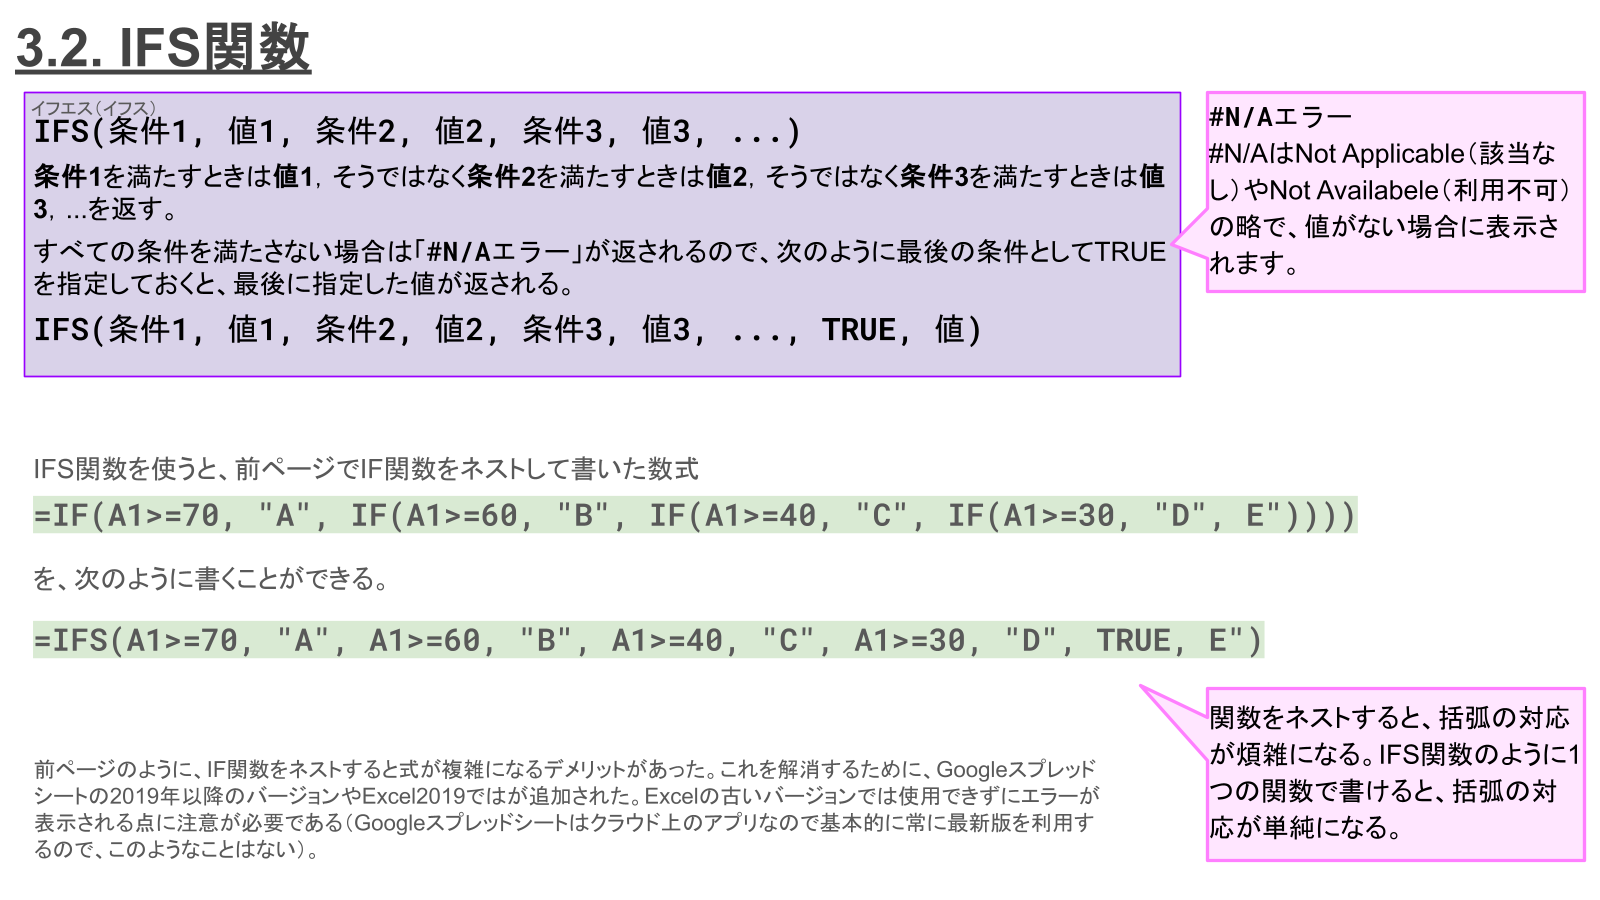 3.2. IFS関数
イフエス（イフス）
IFS(条件1, 値1, 条件2, 値2, 条件3, 値3, ...)
条件1を満たすときは値1，そうではなく条件2を満たすときは値2，そうではなく条件3を満たすときは値
3，...を返す。
すべての条件を満たさない場合は「#N/Aエラー」が返されるので、次のように最後の条件としてTRUE
を指定しておくと、最後に指定した値が返される。
IFS(条件1, 値1, 条件2, 値2, 条件3, 値3, ..., TRUE, 値)
#N/Aエラー
#N/AはNot Applicable（該当な
し）やNot Availabele（利用不可）
の略で、値がない場合に表示さ
れます。
IFS関数を使うと、前ページでIF関数をネストして書いた数式
=IF(A1>=70, "A", IF(A1>=60, "B", IF(A1>=40, "C", IF(A1>=30, "D", E"))))
を、次のように書くことができる。
=IFS(A1>=70, "A", A1>=60, "B", A1>=40, "C", A1>=30, "D", TRUE, E")
関数をネストすると、括弧の対応
が煩雑になる。IFS関数のように1
つの関数で書けると、括弧の対
応が単純になる。
前ページのように、IF関数をネストすると式が複雑になるデメリットがあった。これを解消するために、Googleスプレッド
シートの2019年以降のバージョンやExcel2019ではが追加された。Excelの古いバージョンでは使用できずにエラーが
表示される点に注意が必要である（Googleスプレッドシートはクラウド上のアプリなので基本的に常に最新版を利用す
るので、このようなことはない）。